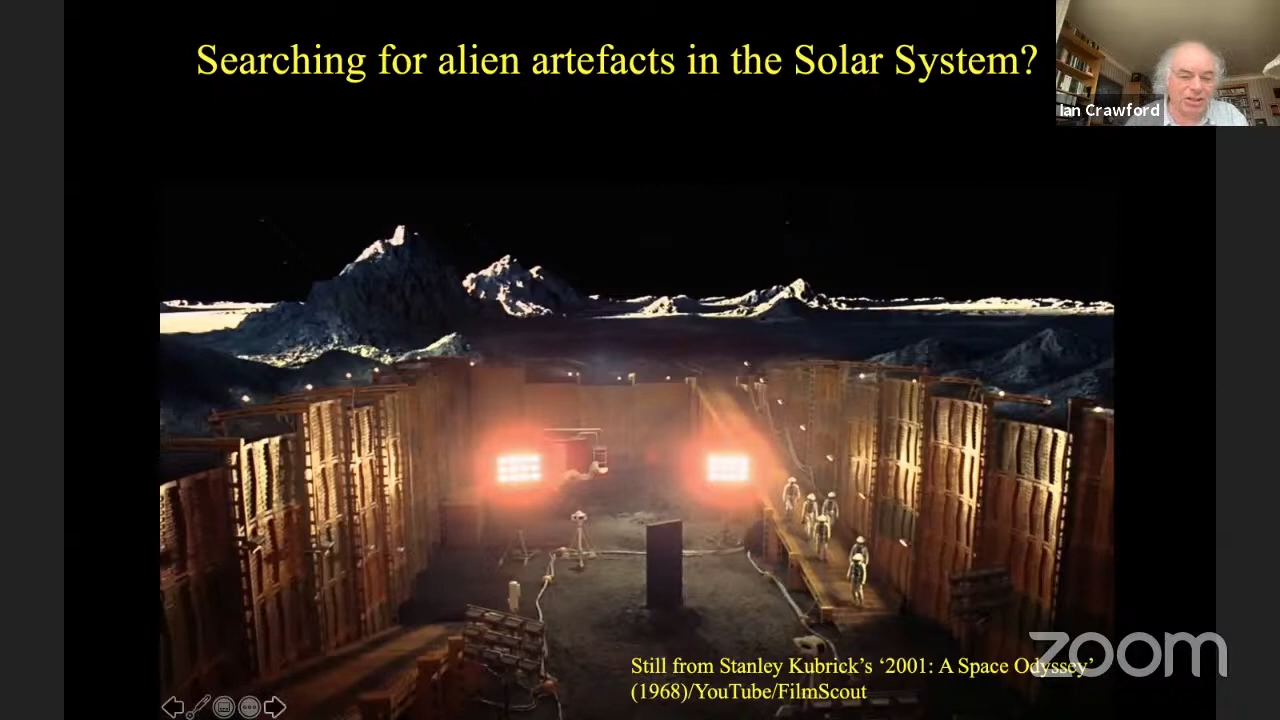 Searching for alien artefacts in the Solar System?
Ian Crawford
Still from Stanley Kubrick's ‘2001: A Space Odyssey’
(1968)/YouTube/FilmScout
zoom